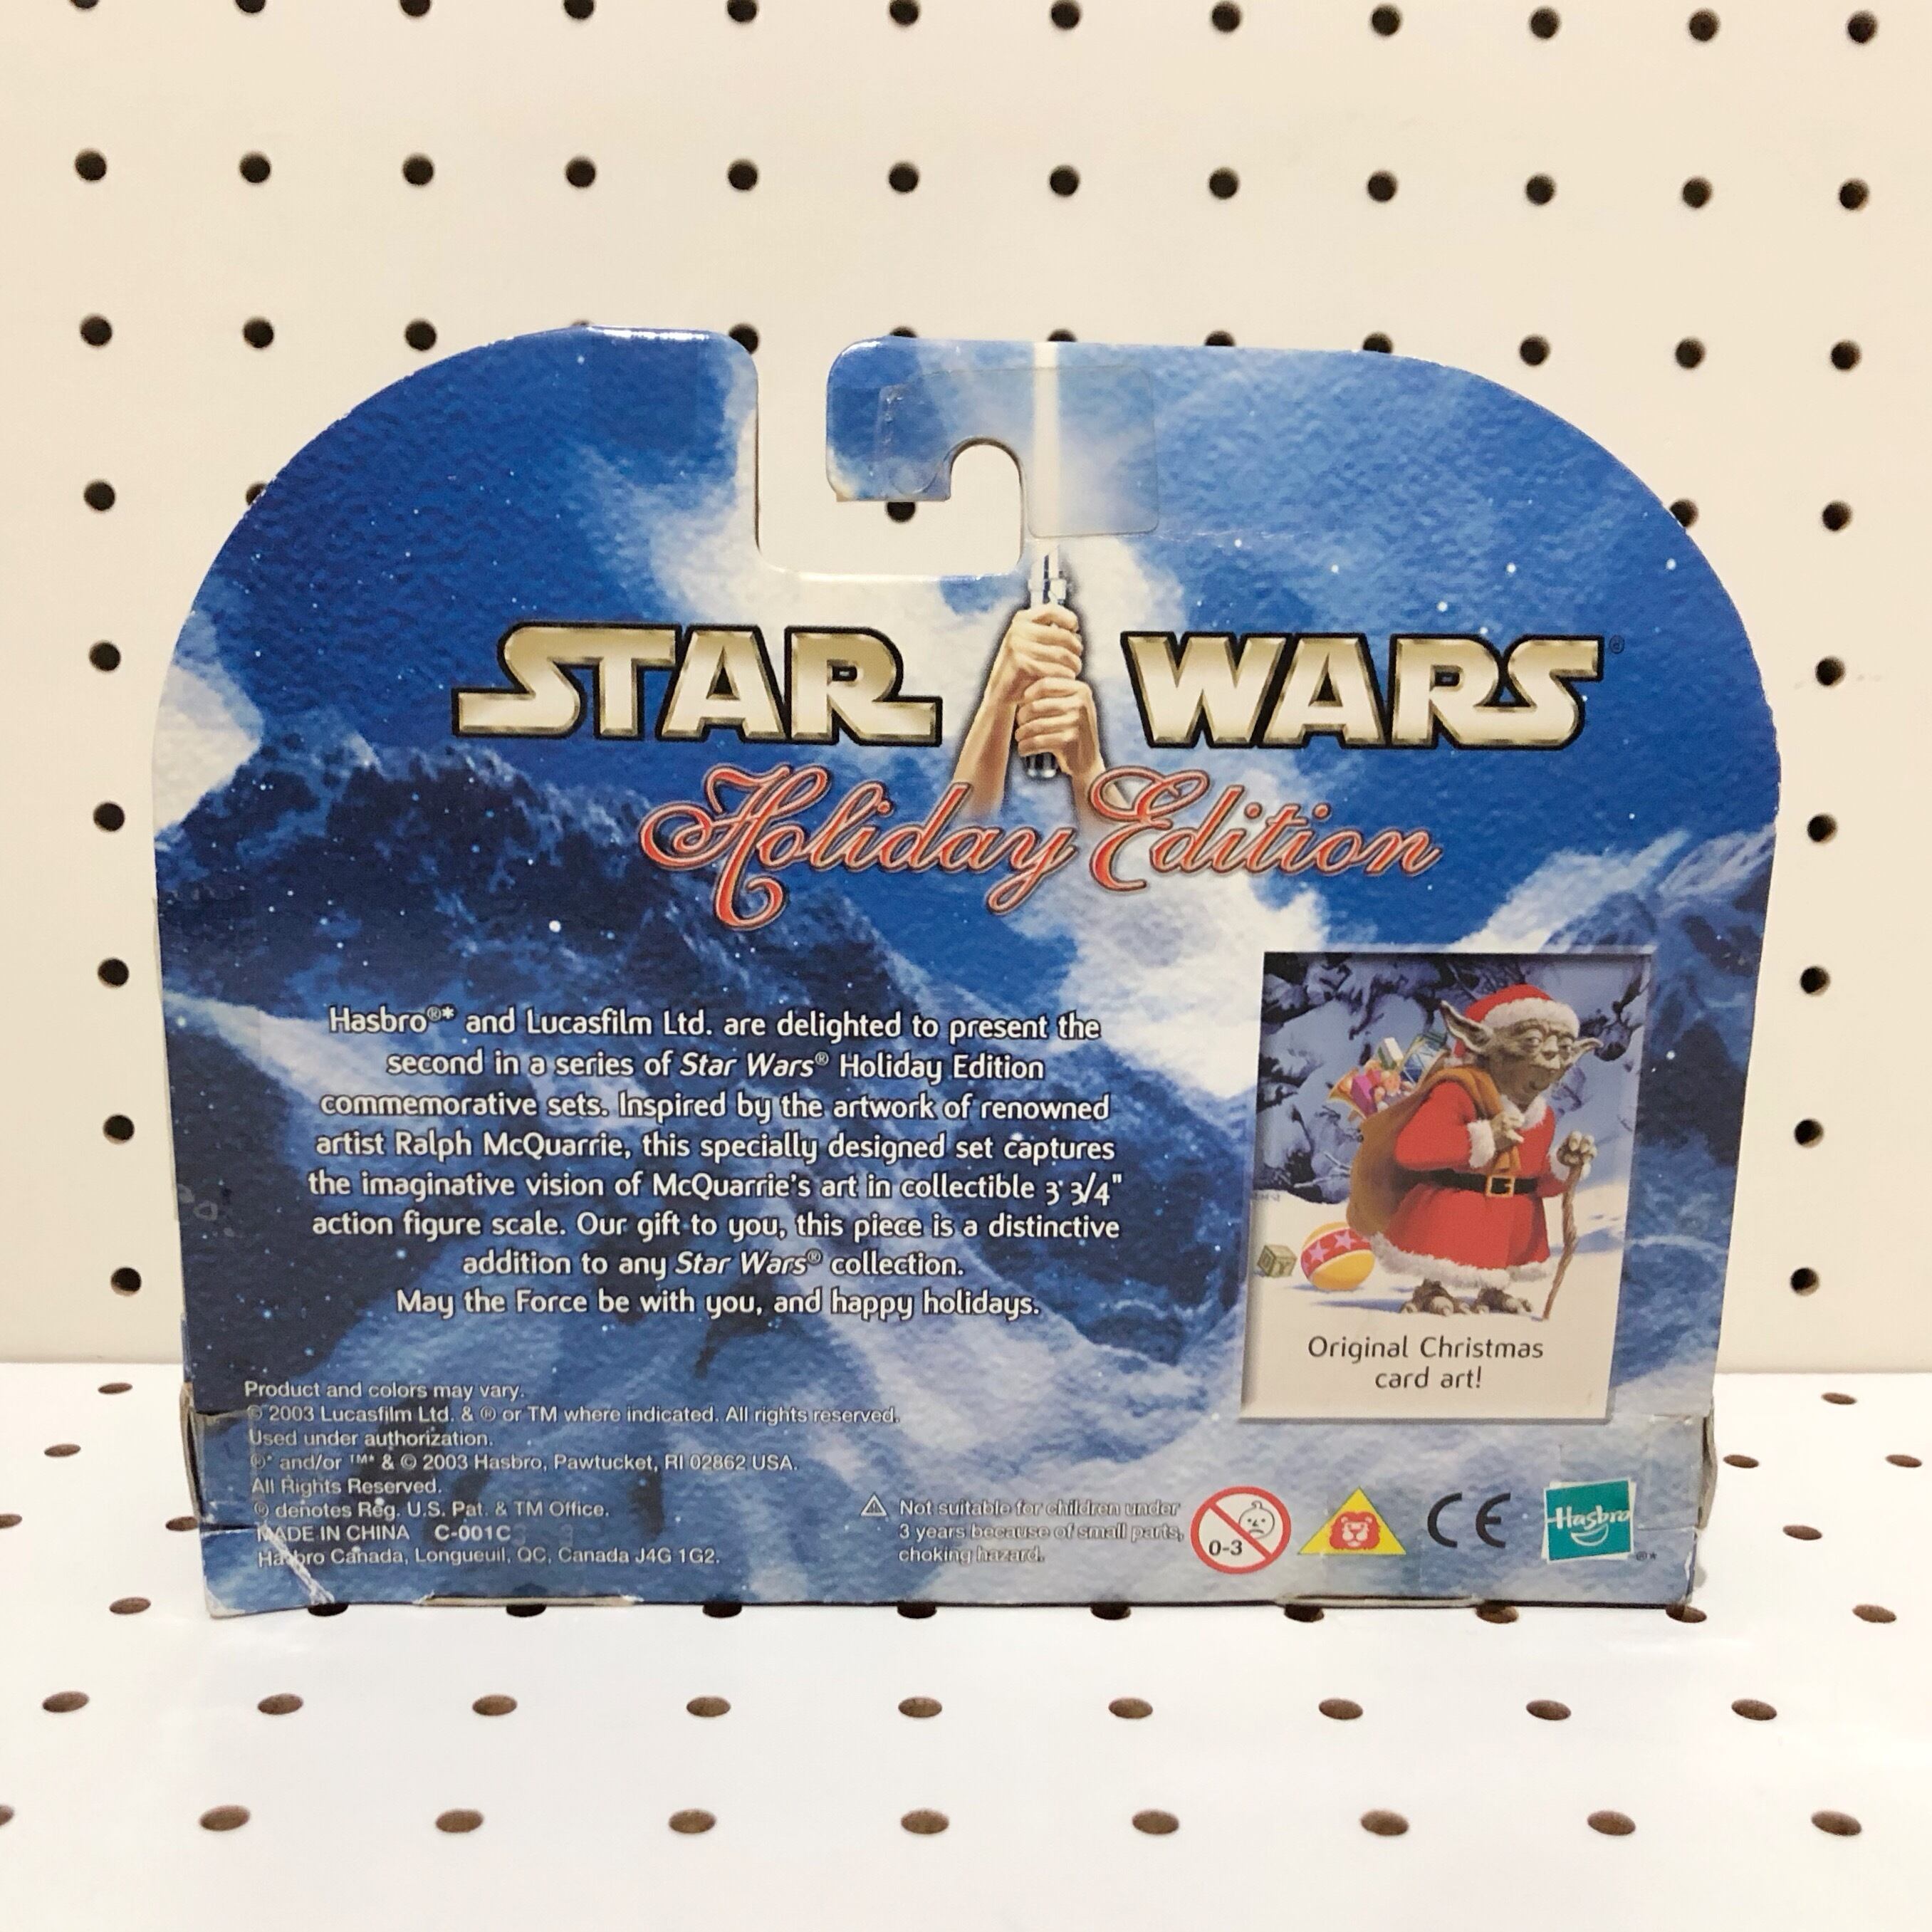 STAR WARS®
Holiday Edition
Hasbro®* and Lucasfilm Ltd. are delighted to present the
second in a series of Star Wars® Holiday Edition
commemorative sets. Inspired by the artwork of renowned
artist Ralph McQuarrie, this specially designed set captures
the imaginative vision of McQuarrie's art in collectible 3 3/4"
action figure scale. Our gift to you, this piece is a distinctive
addition to any Star Wars® collection.
May the Force be with you, and happy holidays.
Original Christmas
card art!
Product and colors may vary.
© 2003 Lucasfilm Ltd. & ® or TM where indicated. All rights reserved.
Used under authorization.
®* and/or ™* & © 2003 Hasbro, Pawtucket, RI 02862 USA.
All Rights Reserved.
® denotes Reg. U.S. Pat. & TM Office.
MADE IN CHINA C-001C
Hasbro Canada, Longueuil, QC, Canada J4G 1G2.
Not suitable for children under
3 years because of small parts,
choking hazard.
0-3
CE
Hasbro
®*